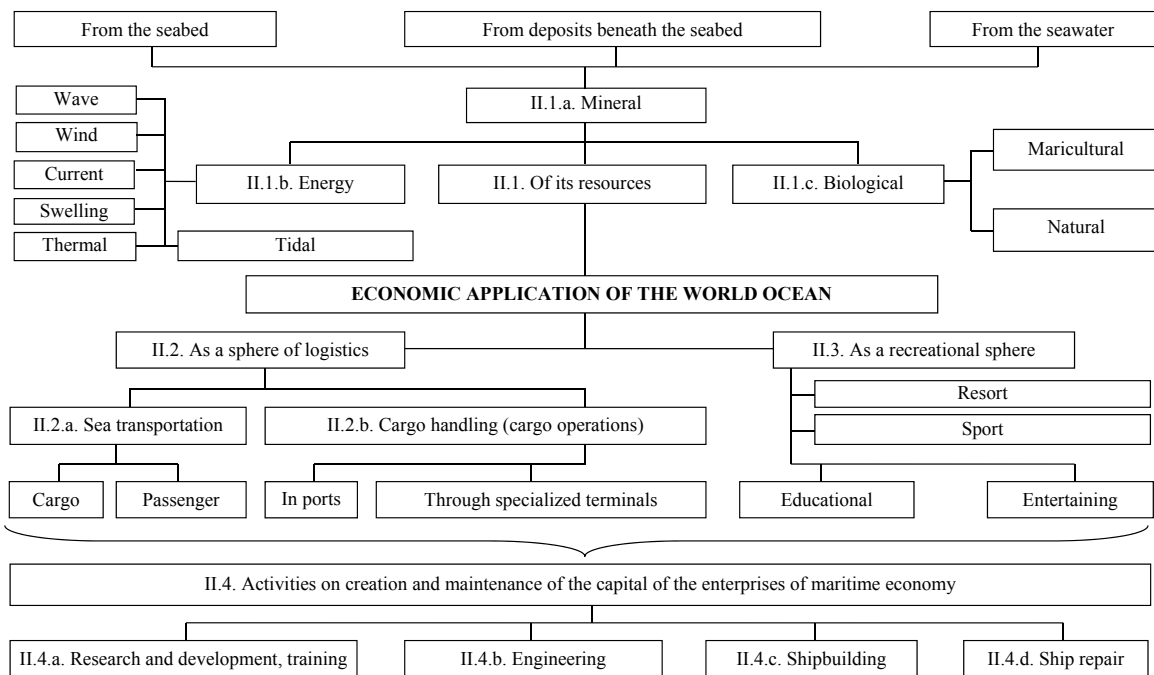 From the seabed
From deposits beneath the seabed
From the seawater
Wave
II.1.a. Mineral
Wind
Maricultural
Current
II.1.b. Energy
II.1. Of its resources
II.1.c. Biological
Swelling
Natural
Thermal
Tidal
ECONOMIC APPLICATION OF THE WORLD OCEAN
II.2. As a sphere of logistics
II.3. As a recreational sphere
Resort
II.2.a. Sea transportation
II.2.b. Cargo handling (cargo operations)
Sport
Cargo
Passenger
In ports
Through specialized terminals
Educational
Entertaining
II.4. Activities on creation and maintenance of the capital of the enterprises of maritime economy
II.4.a. Research and development, training
II.4.b. Engineering
II.4.c. Shipbuilding
II.4.d. Ship repair